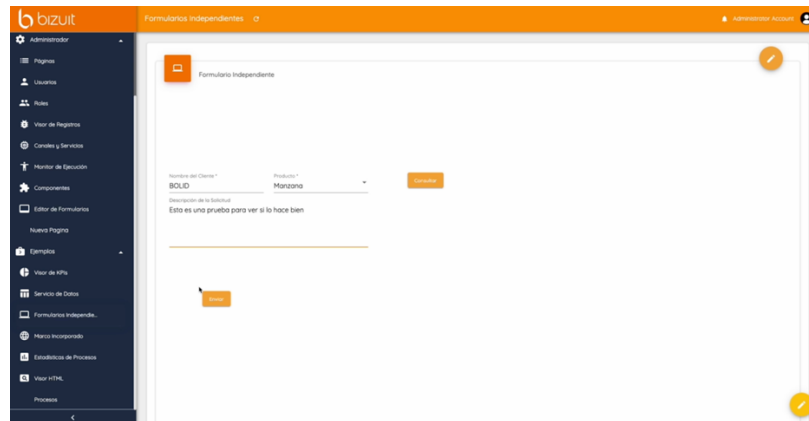 bizuit
Formularios Independientes
Administrator Account
Administrador
Páginas
Usuarios
Roles
Visor de Registros
Canales y Servicios
Monitor de Ejecución
Componentes
Editor de Formularios
Nueva Pagina
Ejemplos
Visor de KPIs
Servicio de Datos
Formularios Independie...
Marco Incorporado
Estadísticas de Procesos
Visor HTML
Procesos
Formulario Independiente
Nombre del Cliente *
BOLID
Producto *
Manzana
Consultar
Descripción de la Solicitud
Esta es una prueba para ver si lo hace bien
Enviar